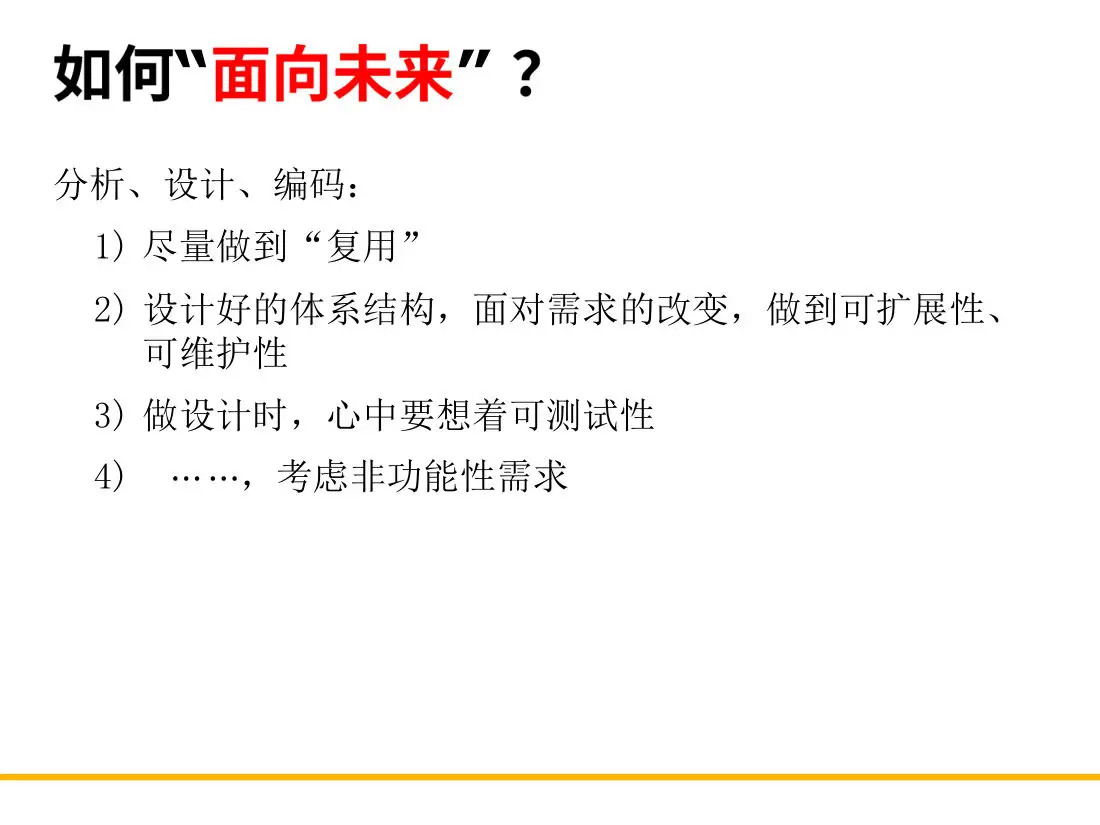 如何“面向未来”？
分析、设计、编码：
1) 尽量做到“复用”
2) 设计好的体系结构，面对需求的改变，做到可扩展性、
可维护性
3) 做设计时，心中要想着可测试性
4) ……，考虑非功能性需求